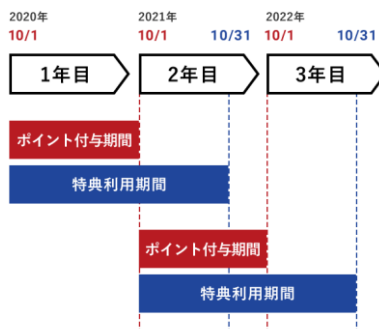 2020年 2021年 2022年
10/1 10/1 10/31 10/1 10/31
1年目 2年目 3年目
ポイント付与期間
特典利用期間
ポイント付与期間
特典利用期間